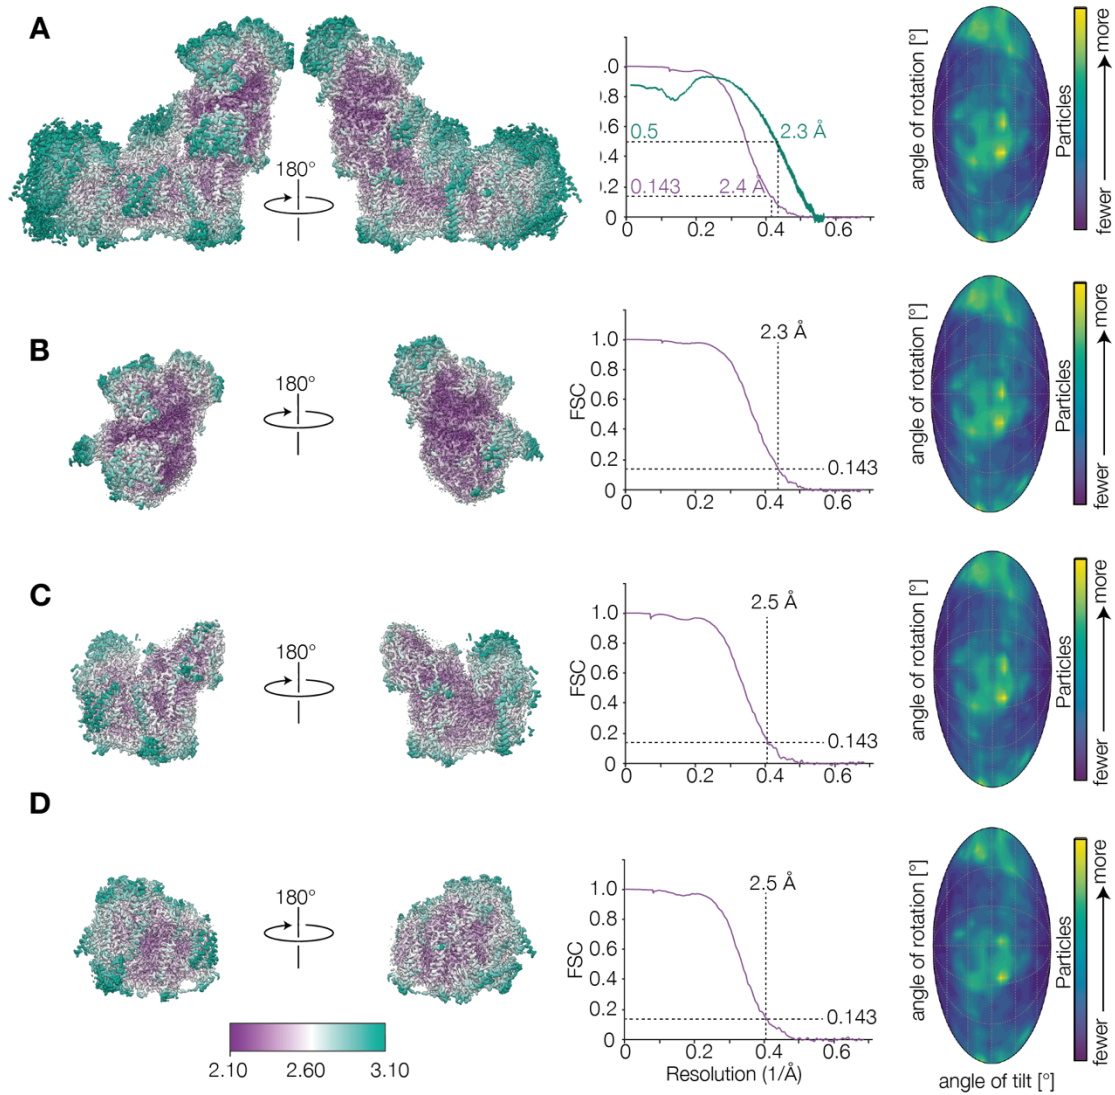 A
180°
.0
).8
0.6
0.5
0.4
).2
0.143
0
0.2
0.4
0.6
2.3 Å
2.4 Å
angle of rotation [°]
Particles
fewer
more
B
180°
FSC
1.0
0.8
0.6
0.4
0.2
0
0
0.2
0.4
0.6
2.3 Å
0.143
angle of rotation [°]
Particles
fewer
more
C
180°
FSC
1.0
0.8
0.6
0.4
0.2
0
0
0.2
0.4
0.6
2.5 Å
0.143
angle of rotation [°]
Particles
fewer
more
D
180°
FSC
1.0
0.8
0.6
0.4
0.2
0
0
0.2
0.4
0.6
2.5 Å
0.143
Resolution (1/Å)
angle of rotation [°]
Particles
fewer
more
angle of tilt [°]
2.10
2.60
3.10